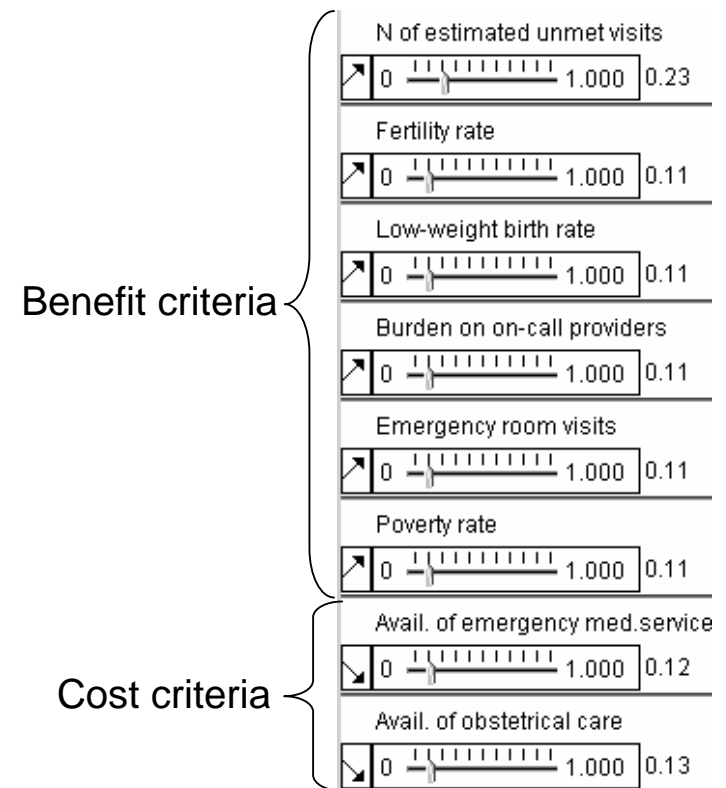 N of estimated unmet visits
0 1.000 0.23
Fertility rate
0 1.000 0.11
Low-weight birth rate
0 1.000 0.11
Benefit criteria
Burden on on-call providers
0 1.000 0.11
Emergency room visits
0 1.000 0.11
Poverty rate
0 1.000 0.11
Avail. of emergency med.service
0 1.000 0.12
Cost criteria
Avail. of obstetrical care
0 1.000 0.13